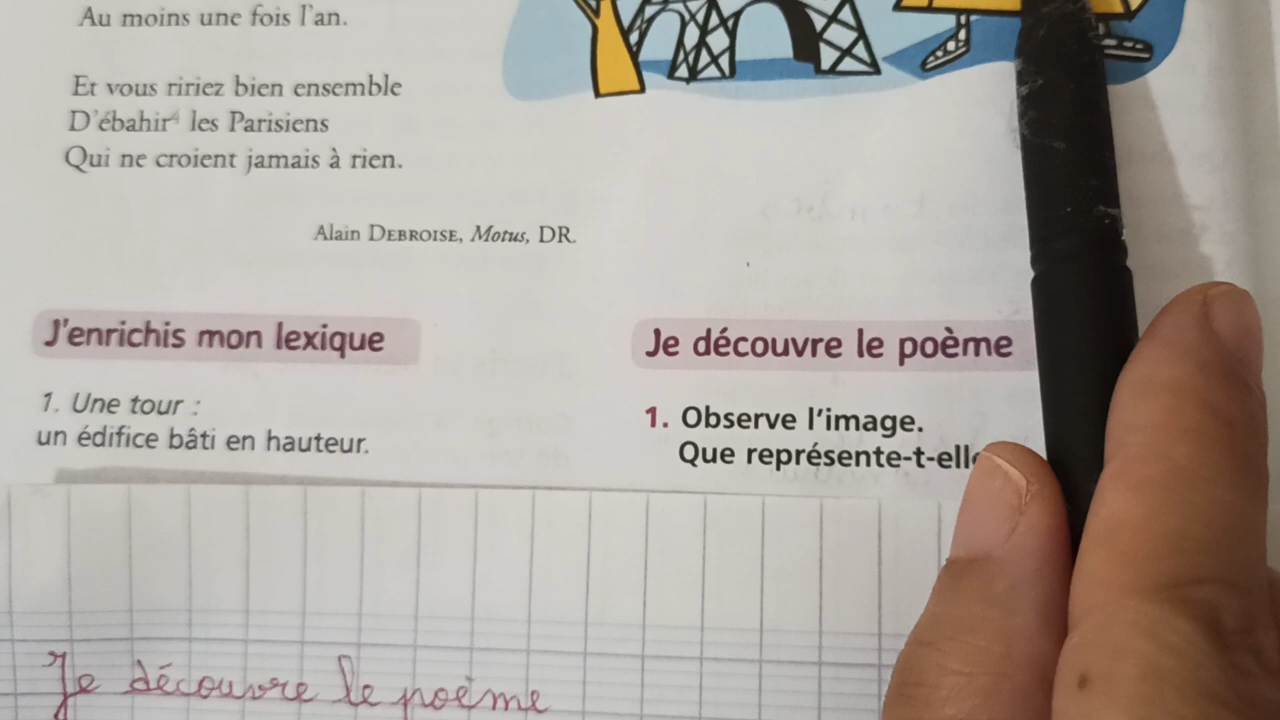 Au moins une fois l'an.
Et vous ririez bien ensemble
D'ébahir⁴ les Parisiens
Qui ne croient jamais à rien.
Alain DEBROISE, Motus, DR.
J'enrichis mon lexique
1. Une tour :
un édifice bâti en hauteur.
Je découvre le poème
1. Observe l'image.
Que représente-t-elle
Je découvre le poème